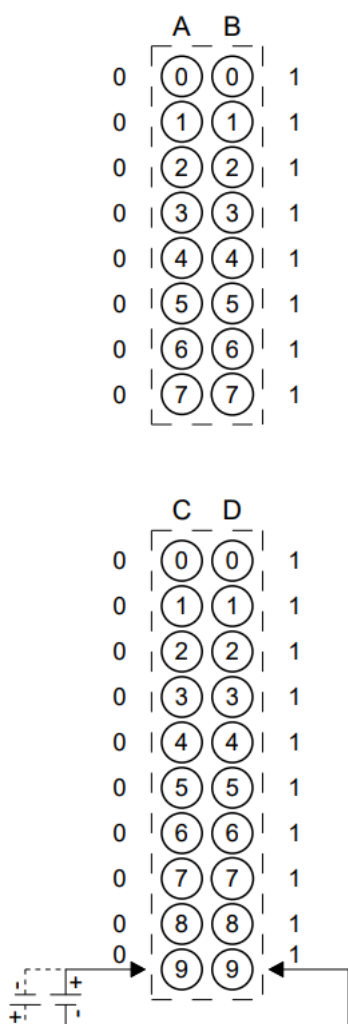 A B
0 0 0 1
0 1 1 1
0 2 2 1
0 3 3 1
0 4 4 1
0 5 5 1
0 6 6 1
0 7 7 1
C D
0 0 0 1
0 1 1 1
0 2 2 1
0 3 3 1
0 4 4 1
0 5 5 1
0 6 6 1
0 7 7 1
0 8 8 1
0 1
9 9
- +
+ -